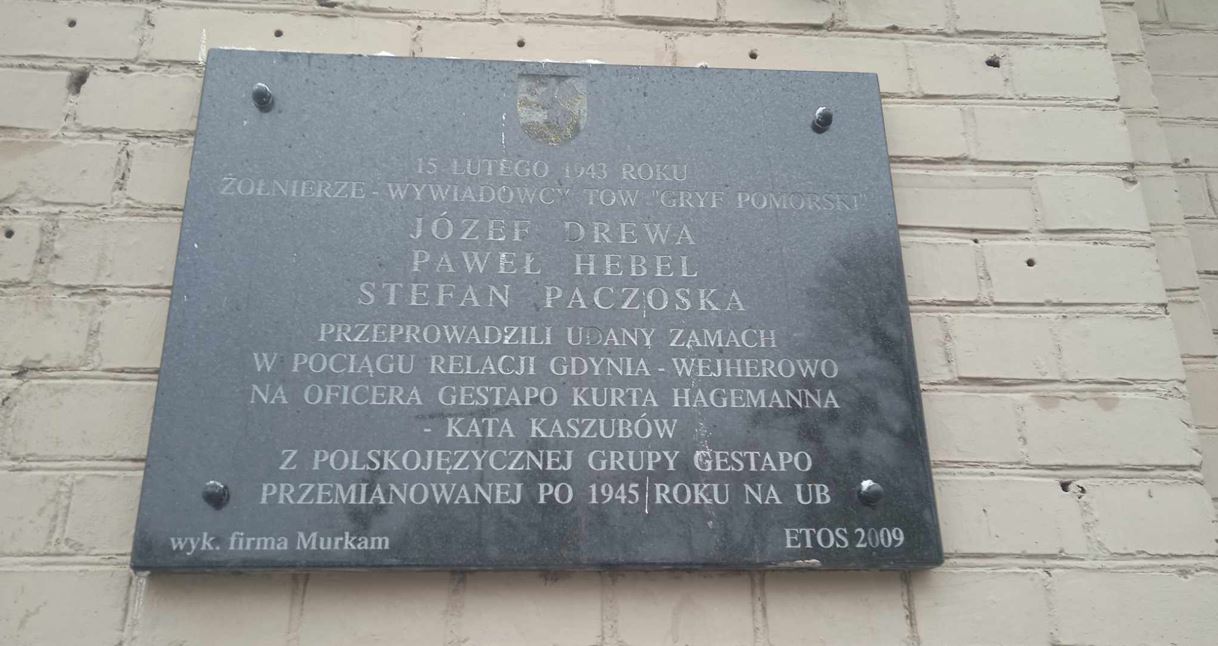 15 LUTEGO 1943 ROKU
ŻOŁNIERZE - WYWIADOWCY TOW "GRYF POMORSKI"
JÓZEF DREWA
PAWEŁ HEBEL
STEFAN PACZOSKA
PRZEPROWADZILI UDANY ZAMACH
W POCIĄGU RELACJI GDYNIA - WEJHEROWO
NA OFICERA GESTAPO KURTA HAGEMANNA
- KATA KASZUBÓW
Z POLSKOJĘZYCZNEJ GRUPY GESTAPO
PRZEMIANOWANEJ PO 1945 ROKU NA UB
wyk. firma Murkam
ETOS 2009